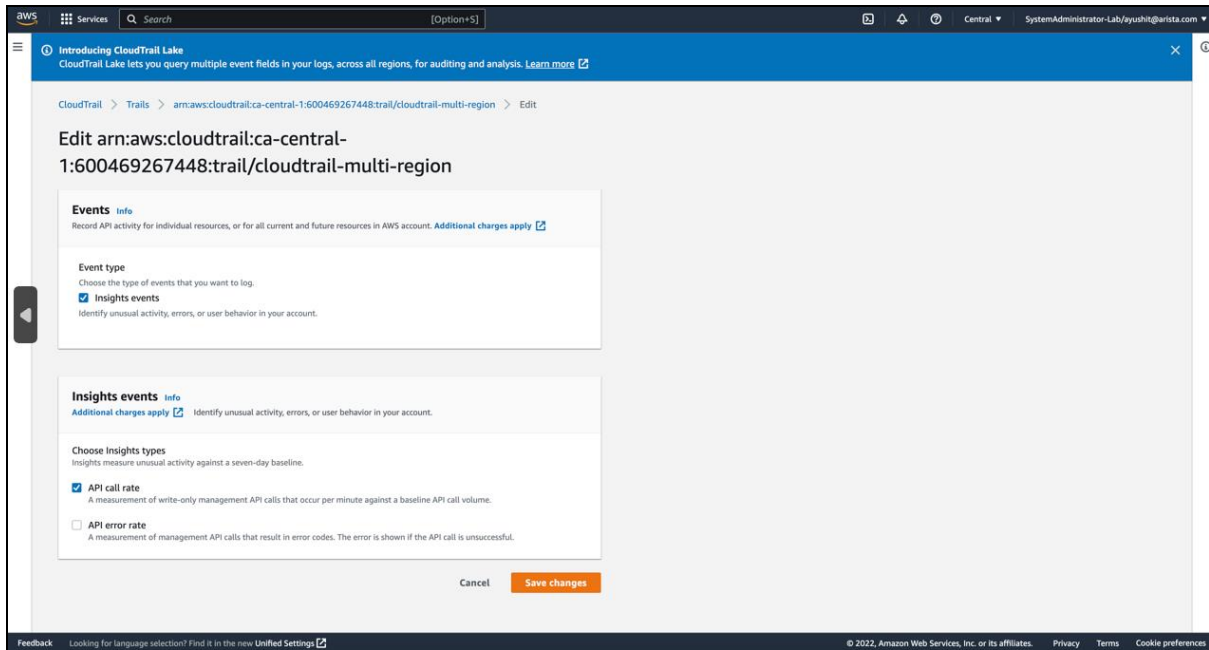 aws Services Search [Option+S] Central SystemAdministrator-Lab/ayushit@arista.com
Introducing CloudTrail Lake
CloudTrail Lake lets you query multiple event fields in your logs, across all regions, for auditing and analysis. Learn more
CloudTrail > Trails > arn:aws:cloudtrail:ca-central-1:600469267448:trail/cloudtrail-multi-region > Edit
Edit arn:aws:cloudtrail:ca-central-
1:600469267448:trail/cloudtrail-multi-region
Events Info
Record API activity for individual resources, or for all current and future resources in AWS account. Additional charges apply
Event type
Choose the type of events that you want to log.
Insights events
Identify unusual activity, errors, or user behavior in your account.
Insights events Info
Additional charges apply Identify unusual activity, errors, or user behavior in your account.
Choose Insights types
Insights measure unusual activity against a seven-day baseline.
API call rate
A measurement of write-only management API calls that occur per minute against a baseline API call volume.
API error rate
A measurement of management API calls that result in error codes. The error is shown if the API call is unsuccessful.
Cancel Save changes
Feedback Looking for language selection? Find it in the new Unified Settings © 2022, Amazon Web Services, Inc. or its affiliates. Privacy Terms Cookie preferences